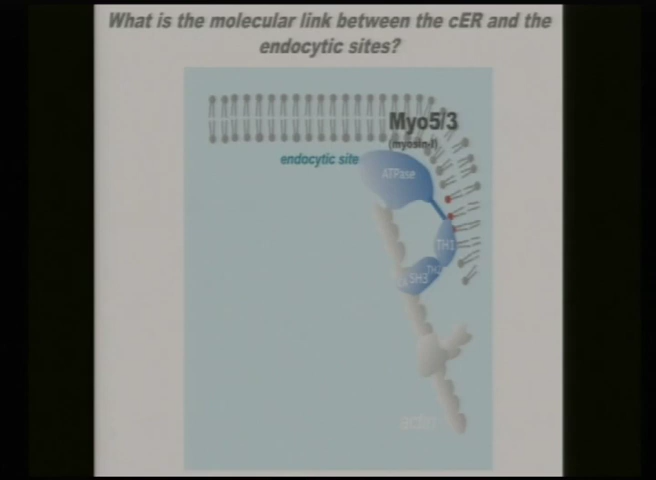 What is the molecular link between the cER and the
endocytic sites?
Myo5/3
(myosin-I)
endocytic site
ATPase
TH1
TH2
SH3
actin